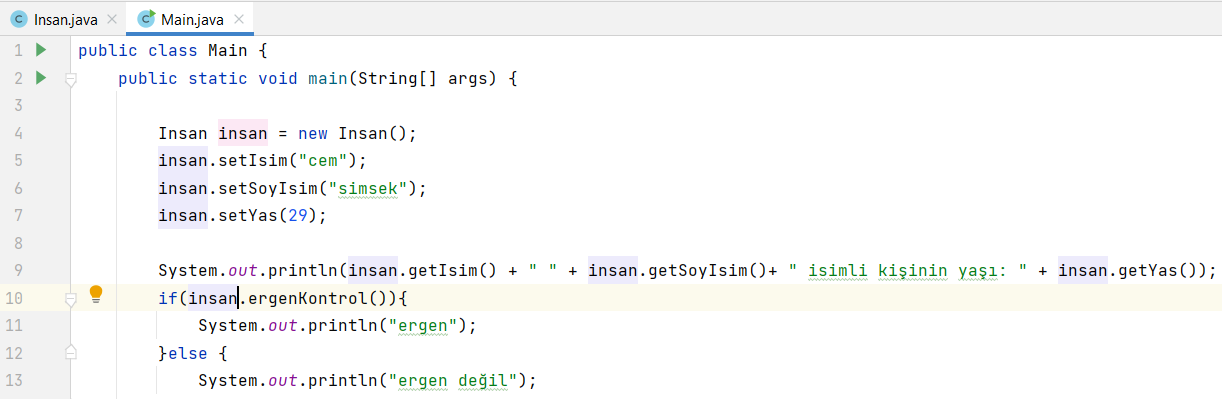 Insan.java Main.java
1 public class Main {
2 public static void main(String[] args) {
3
4 Insan insan = new Insan();
5 insan.setIsim("cem");
6 insan.setSoyIsim("simsek");
7 insan.setYas(29);
8
9 System.out.println(insan.getIsim() + " " + insan.getSoyIsim()+ " isimli kişinin yaşı: " + insan.getYas());
10 if(insan.ergenKontrol()){
11 System.out.println("ergen");
12 }else {
13 System.out.println("ergen değil");